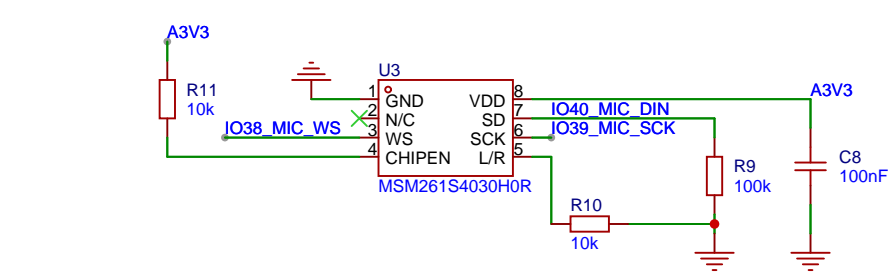 A3V3
R11
10k
U3
1 GND
2 N/C
3 WS
4 CHIPEN
VDD 8
SD 7
SCK 6
L/R 5
MSM261S4030H0R
IO38_MIC_WS
IO40_MIC_DIN
IO39_MIC_SCK
A3V3
R10
10k
R9
100k
C8
100nF